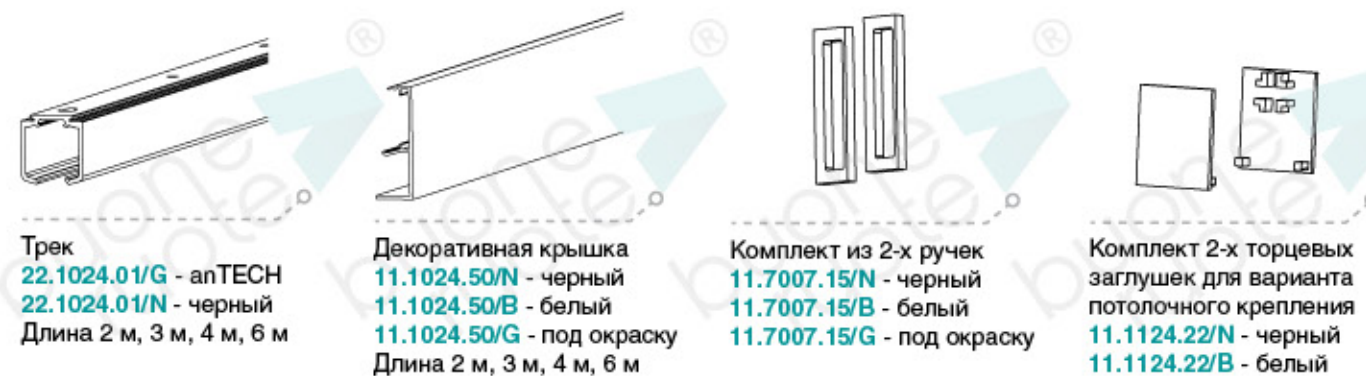 Трек
22.1024.01/G - anTECH
22.1024.01/N - черный
Длина 2 м, 3 м, 4 м, 6 м
Декоративная крышка
11.1024.50/N - черный
11.1024.50/B - белый
11.1024.50/G - под окраску
Длина 2 м, 3 м, 4 м, 6 м
Комплект из 2-х ручек
11.7007.15/N - черный
11.7007.15/B - белый
11.7007.15/G - под окраску
Комплект 2-х торцевых
заглушек для варианта
потолочного крепления
11.1124.22/N - черный
11.1124.22/B - белый